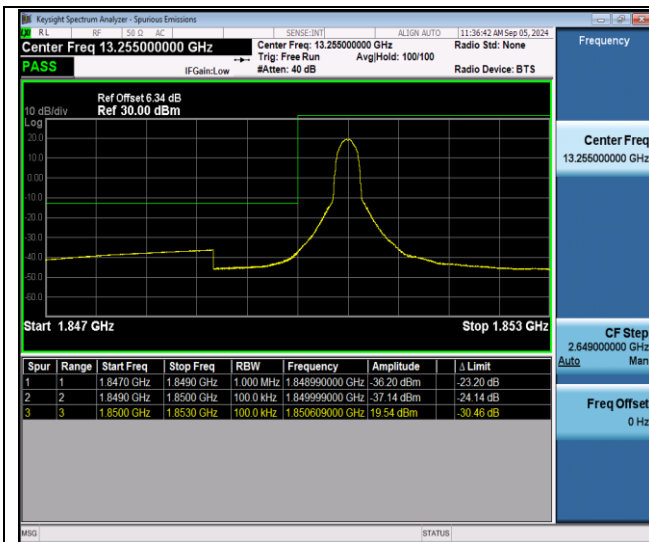 Keysight Spectrum Analyzer - Spurious Emissions
RL RF 50 Ω AC SENSE:INT ALIGN AUTO 11:36:42 AM Sep 05, 2024
Center Freq 13.255000000 GHz Center Freq: 13.255000000 GHz Radio Std: None Frequency
PASS Trig: Free Run Avg|Hold: 100/100
IFGain:Low #Atten: 40 dB Radio Device: BTS
Ref Offset 6.34 dB
10 dB/div Ref 30.00 dBm
Log
20.0
10.0
0.00
-10.0
-20.0
-30.0
-40.0
-50.0
-60.0
Start 1.847 GHz Stop 1.853 GHz
Spur Range Start Freq Stop Freq RBW Frequency Amplitude Δ Limit
1 1 1.8470 GHz 1.8490 GHz 1.000 MHz 1.848990000 GHz -36.20 dBm -23.20 dB
2 2 1.8490 GHz 1.8500 GHz 100.0 kHz 1.849999000 GHz -37.14 dBm -24.14 dB
3 3 1.8500 GHz 1.8530 GHz 100.0 kHz 1.850609000 GHz 19.54 dBm -30.46 dB
Center Freq
13.255000000 GHz
CF Step
2.649000000 GHz
Auto Man
Freq Offset
0 Hz
MSG STATUS